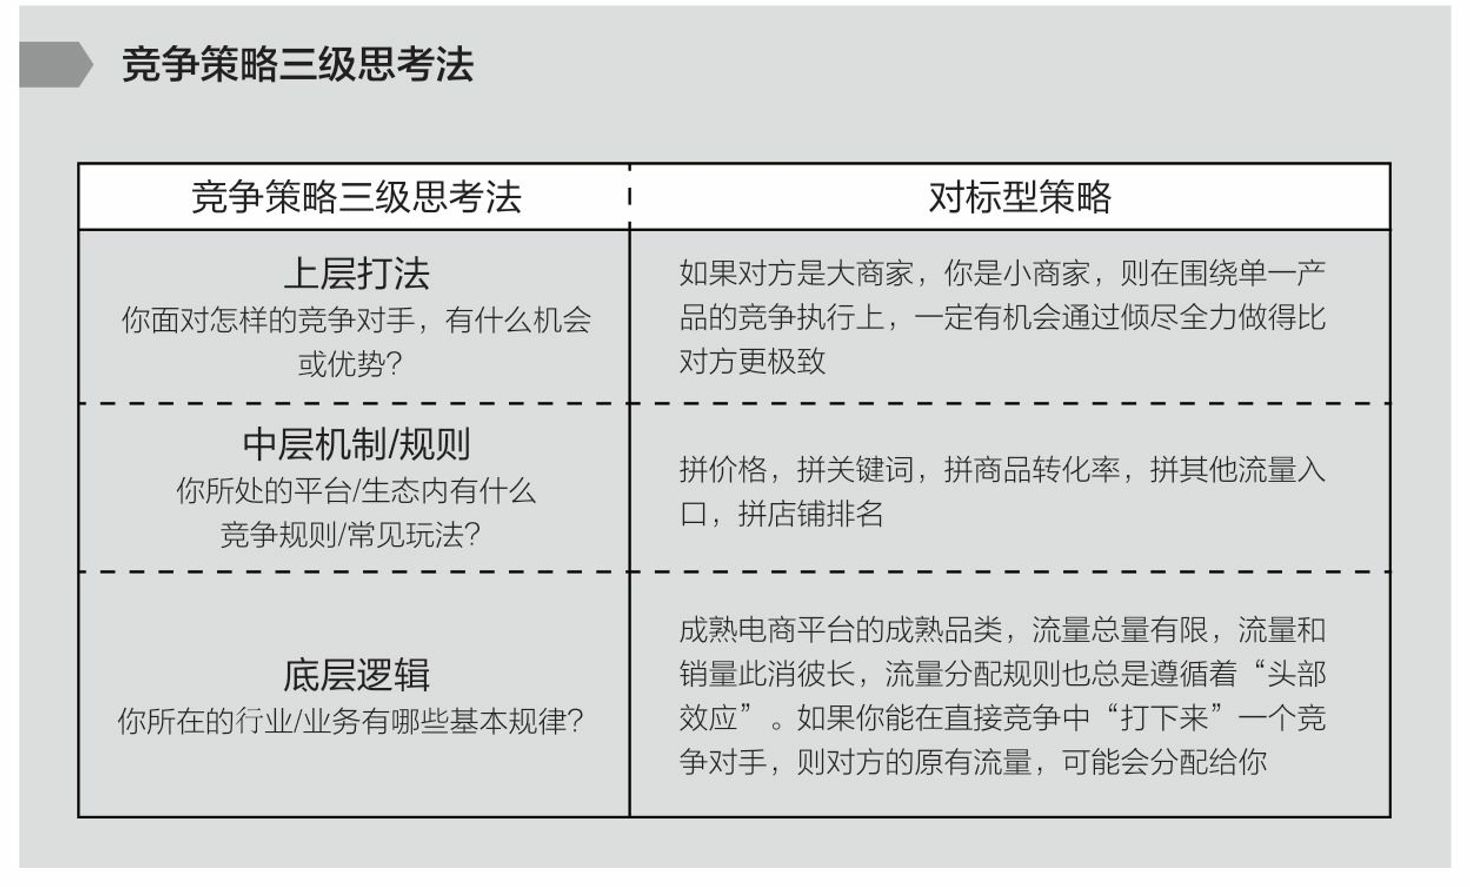 竞争策略三级思考法
竞争策略三级思考法
对标型策略
上层打法
你面对怎样的竞争对手，有什么机会
或优势？
如果对方是大商家，你是小商家，则在围绕单一产
品的竞争执行上，一定有机会通过倾尽全力做得比
对方更极致
中层机制/规则
你所处的平台/生态内有什么
竞争规则/常见玩法？
拼价格，拼关键词，拼商品转化率，拼其他流量入
口，拼店铺排名
底层逻辑
你所在的行业/业务有哪些基本规律？
成熟电商平台的成熟品类，流量总量有限，流量和
销量此消彼长，流量分配规则也总是遵循着“头部
效应”。如果你能在直接竞争中“打下来”一个竞
争对手，则对方的原有流量，可能会分配给你